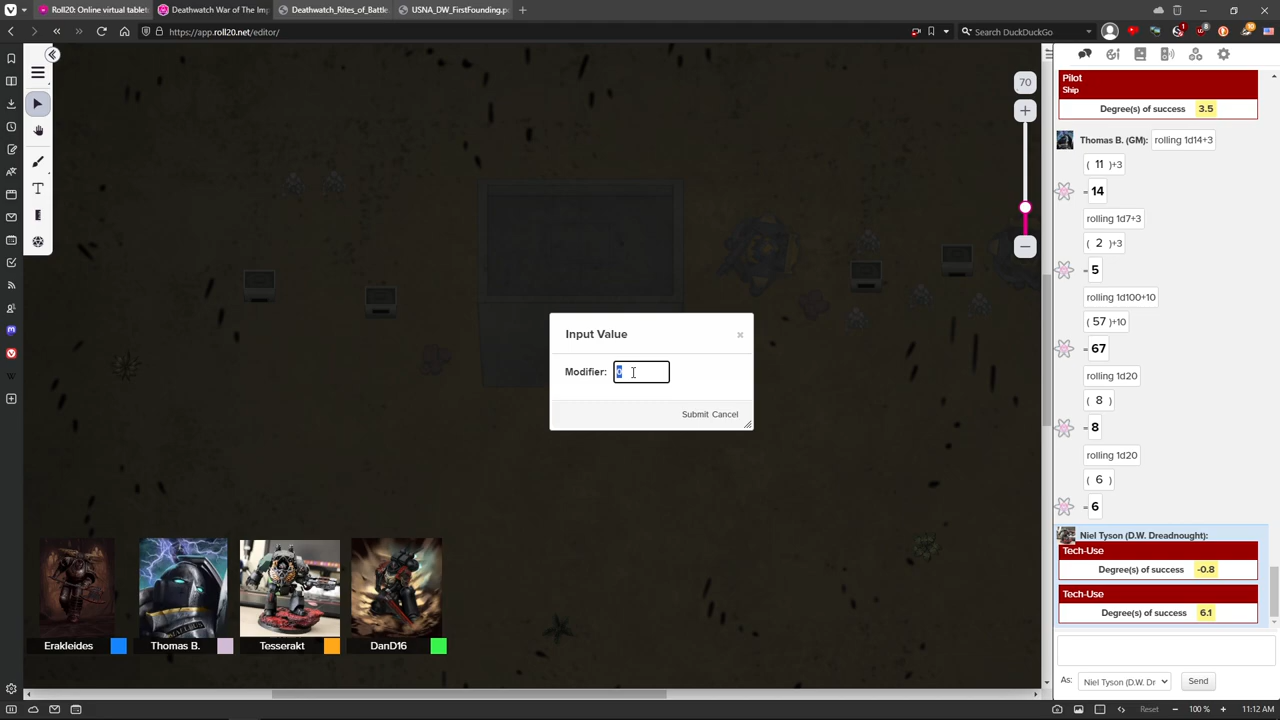 Roll20: Online virtual tablet
Deathwatch War of The Imp
Deathwatch_Rites_of_Battle
USNA_DW_FirstFounding.p
https://app.roll20.net/editor/
Search DuckDuckGo
70
Pilot
Ship
Degree(s) of success 3.5
Thomas B. (GM): rolling 1d14+3
( 11 )+3
= 14
rolling 1d7+3
( 2 )+3
= 5
rolling 1d100+10
( 57 )+10
= 67
rolling 1d20
( 8 )
= 8
rolling 1d20
( 6 )
= 6
Niel Tyson (D.W. Dreadnought):
Tech-Use
Degree(s) of success -0.8
Tech-Use
Degree(s) of success 6.1
Input Value
Modifier: 0
Submit Cancel
Erakleides
Thomas B.
Tesserakt
DanD16
As: Niel Tyson (D.W. Dr
Send
Reset
100 %
11:12 AM